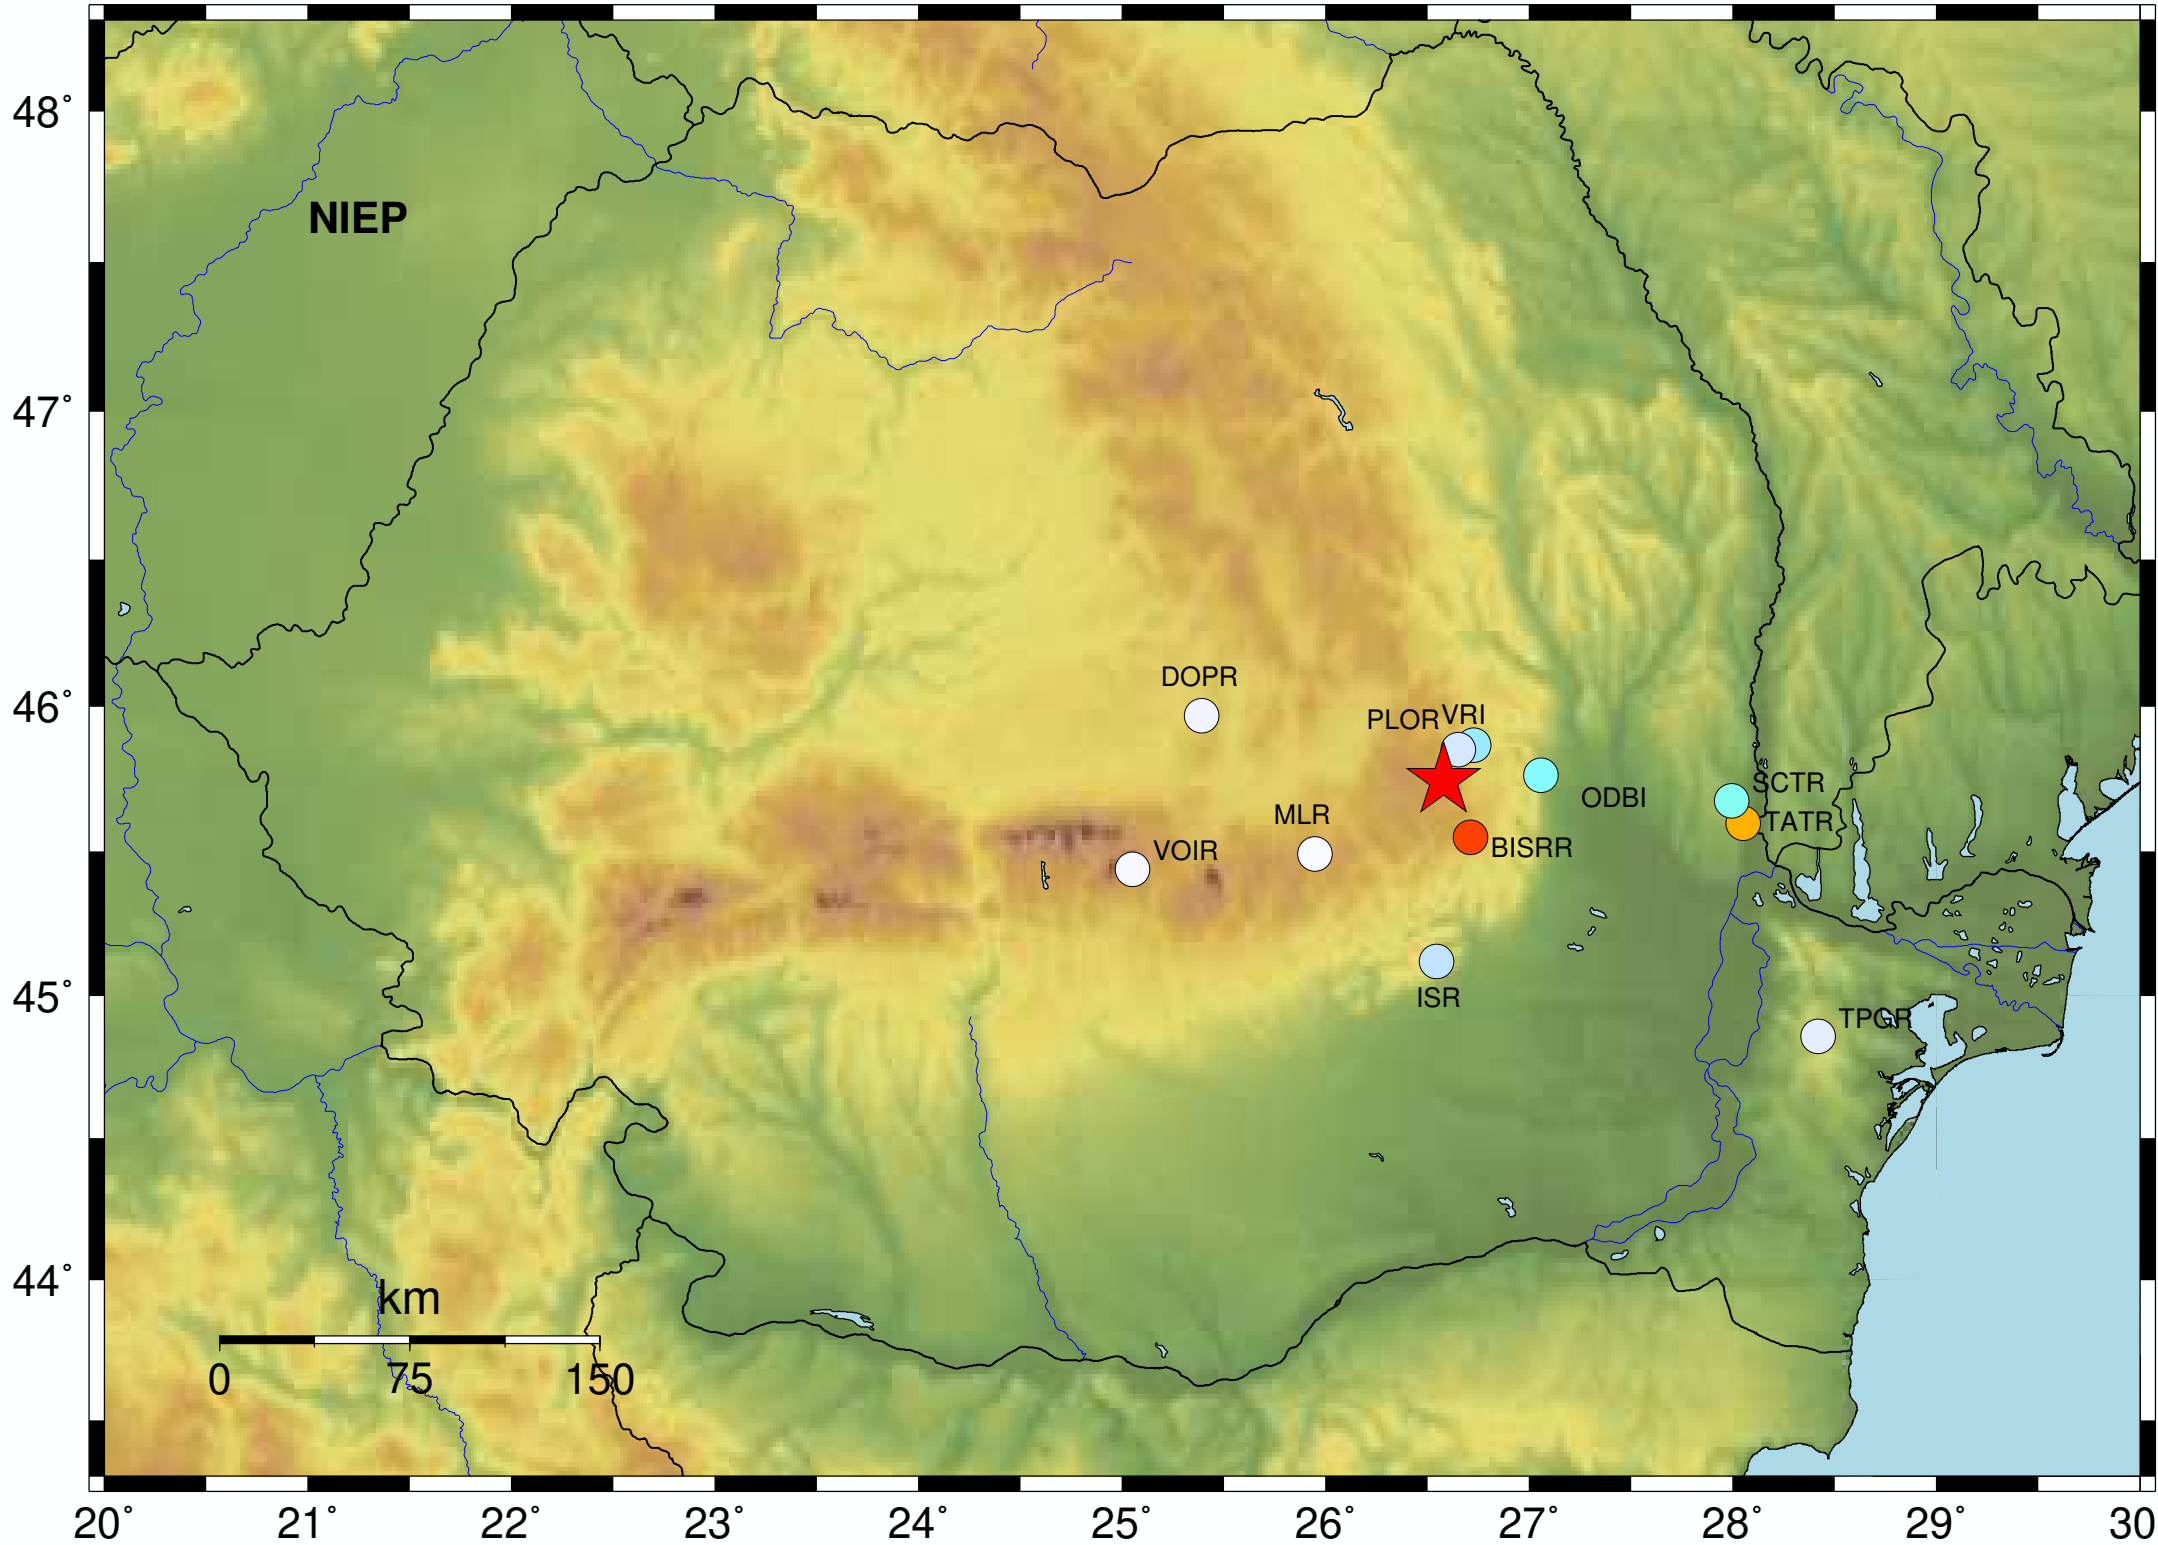 48°
NIEP
47°
46°
DOPR
PLOR
VRI
ODBI
SCTR
TATR
MLR
VOIR
BISRR
45°
ISR
TPGR
44°
km
0 75 150
20° 21° 22° 23° 24° 25° 26° 27° 28° 29° 30